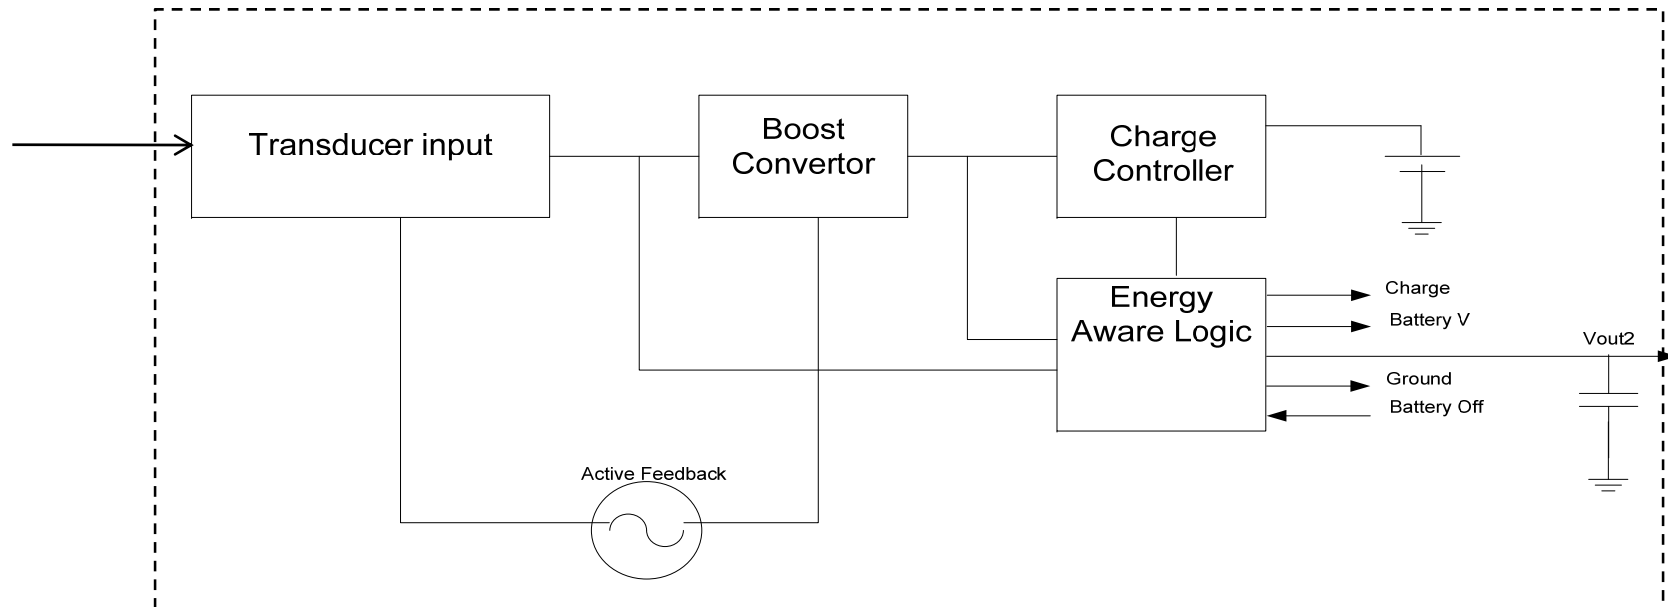 Transducer input
Boost
Convertor
Charge
Controller
Energy
Aware Logic
Charge
Battery V
Vout2
Ground
Battery Off
Active Feedback